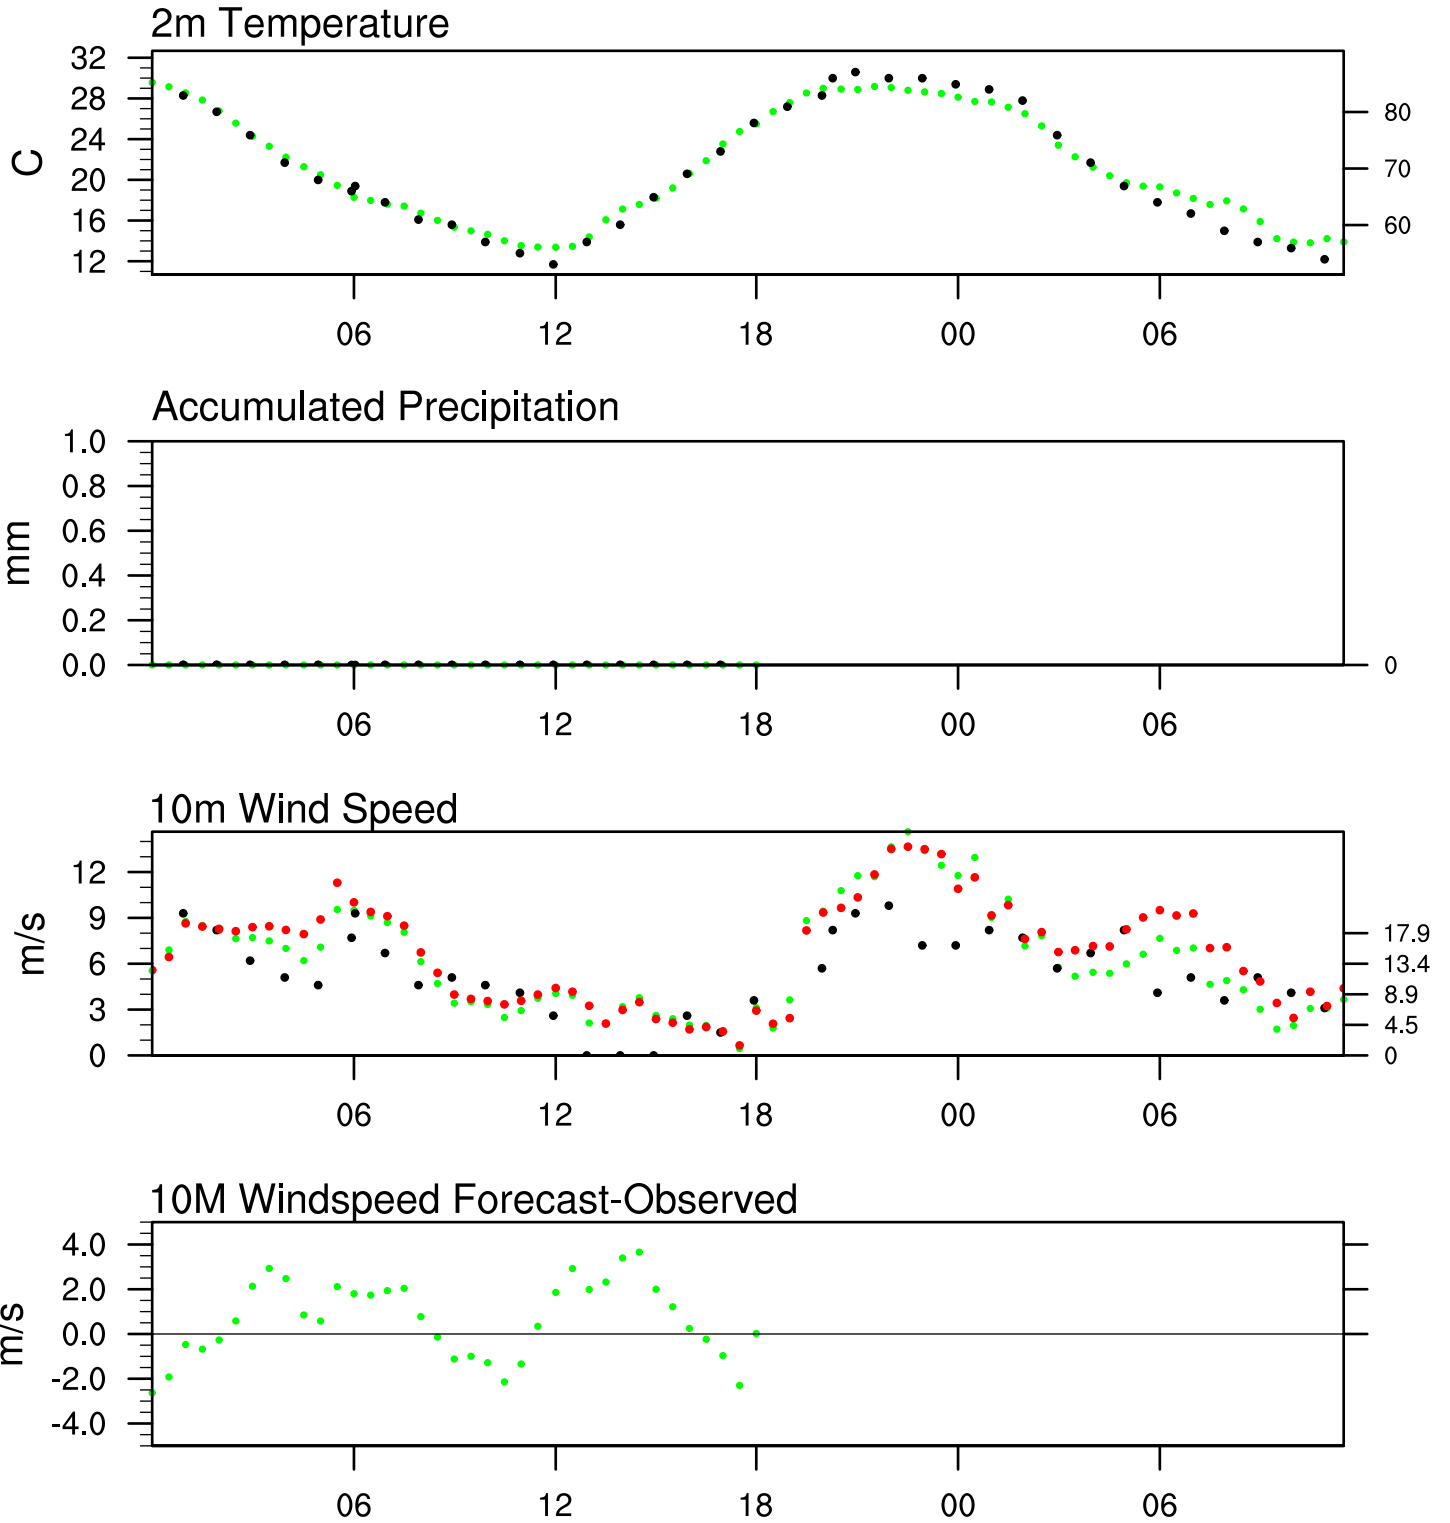 2m Temperature
32
28
24
20
16
12
C
80
70
60
06 12 18 00 06
Accumulated Precipitation
1.0
0.8
0.6
0.4
0.2
0.0
mm
0
06 12 18 00 06
10m Wind Speed
12
9
6
3
0
m/s
17.9
13.4
8.9
4.5
0
06 12 18 00 06
10M Windspeed Forecast-Observed
4.0
2.0
0.0
-2.0
-4.0
m/s
06 12 18 00 06